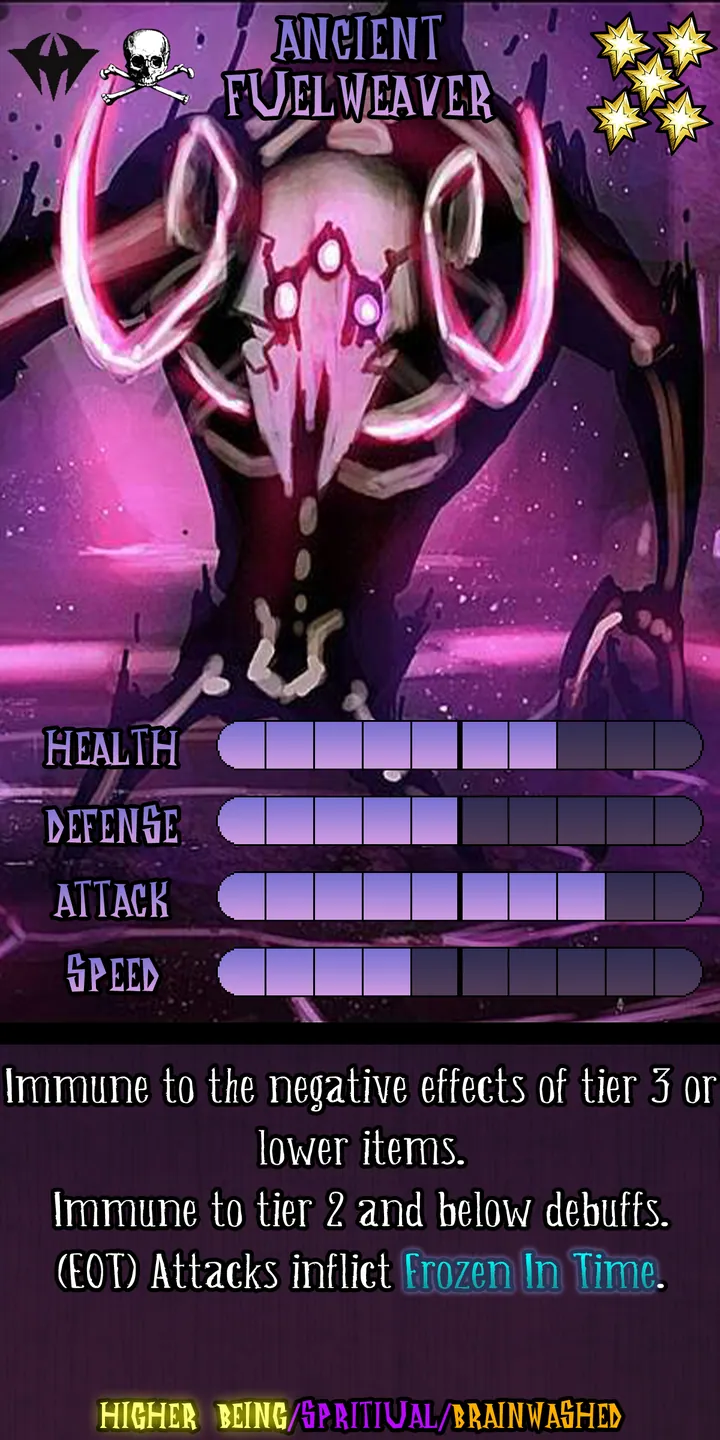 ANCIENT
FUELWEAVER
HEALTH
DEFENSE
ATTACK
SPEED
Immune to the negative effects of tier 3 or
lower items.
Immune to tier 2 and below debuffs.
(EOT) Attacks inflict Frozen In Time.
HIGHER BEING/SPRITIUAL/BRAINWASHED